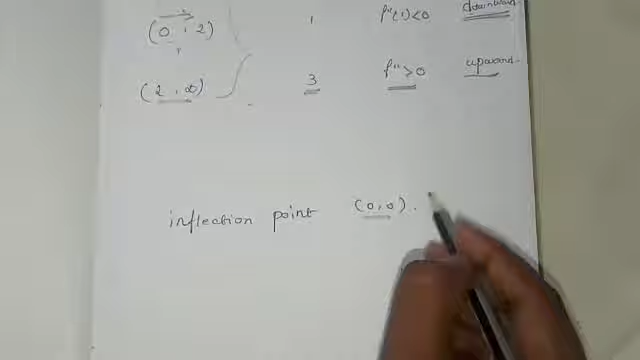 (0, 2) 1 f"(1)<0 downward
(2, ∞) 3 f">0 upward.
inflection point (0,0).